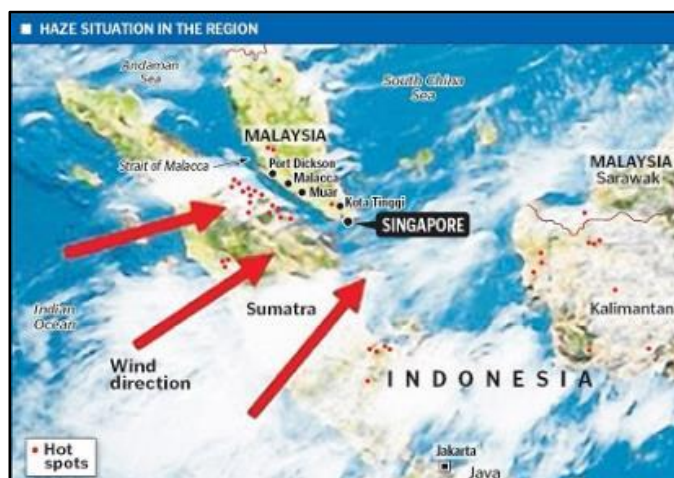 HAZE SITUATION IN THE REGION
Andaman
Sea
South China
Sea
MALAYSIA
Strait of Malacca
Port Dickson
Malacca
Muar
Kota Tinggi
SINGAPORE
MALAYSIA
Sarawak
Indian
Ocean
Sumatra
Kalimantan
Wind
direction
INDONESIA
Hot
spots
Jakarta
Java